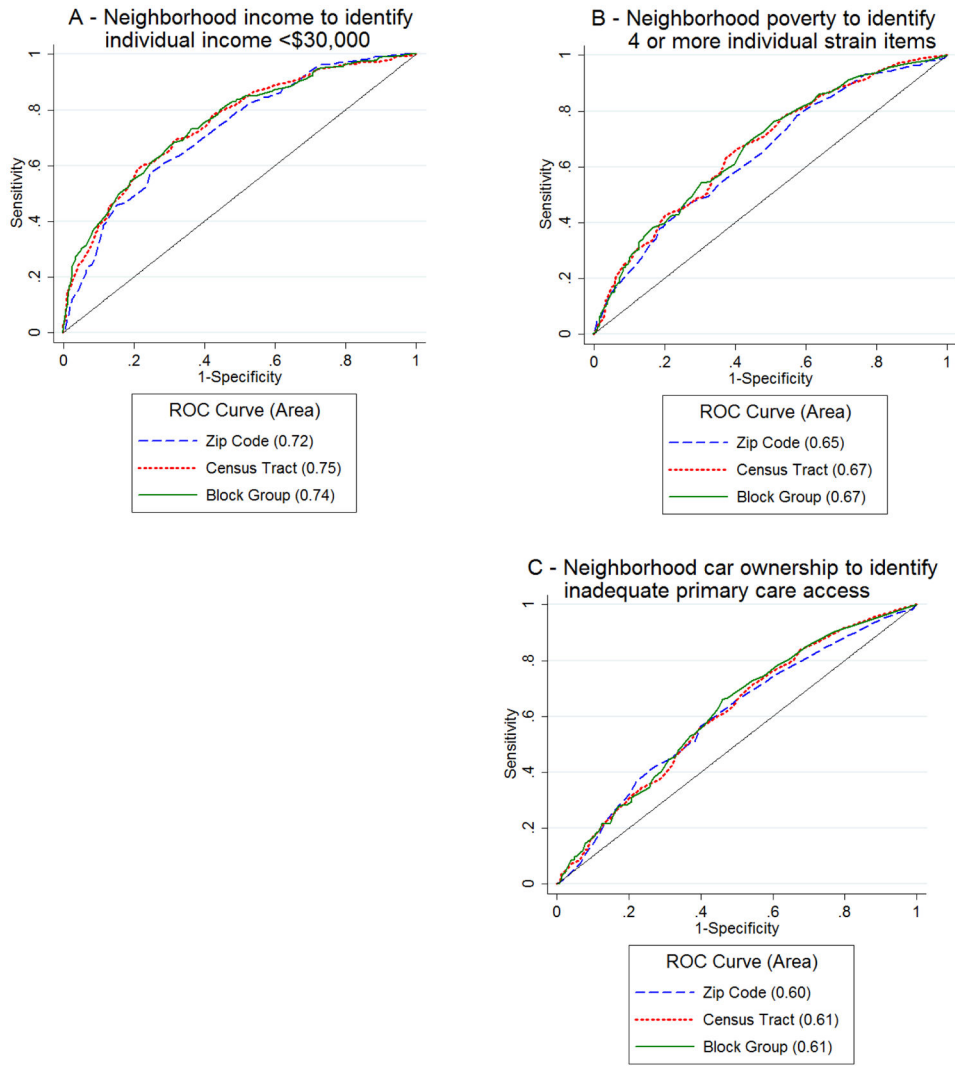 A - Neighborhood income to identify
individual income <$30,000
1
.8
.6
.4
.2
0
Sensitivity
0 .2 .4 .6 .8 1
1-Specificity
ROC Curve (Area)
Zip Code (0.72)
Census Tract (0.75)
Block Group (0.74)
B - Neighborhood poverty to identify
4 or more individual strain items
1
.8
.6
.4
.2
0
Sensitivity
0 .2 .4 .6 .8 1
1-Specificity
ROC Curve (Area)
Zip Code (0.65)
Census Tract (0.67)
Block Group (0.67)
C - Neighborhood car ownership to identify
inadequate primary care access
1
.8
.6
.4
.2
0
Sensitivity
0 .2 .4 .6 .8 1
1-Specificity
ROC Curve (Area)
Zip Code (0.60)
Census Tract (0.61)
Block Group (0.61)